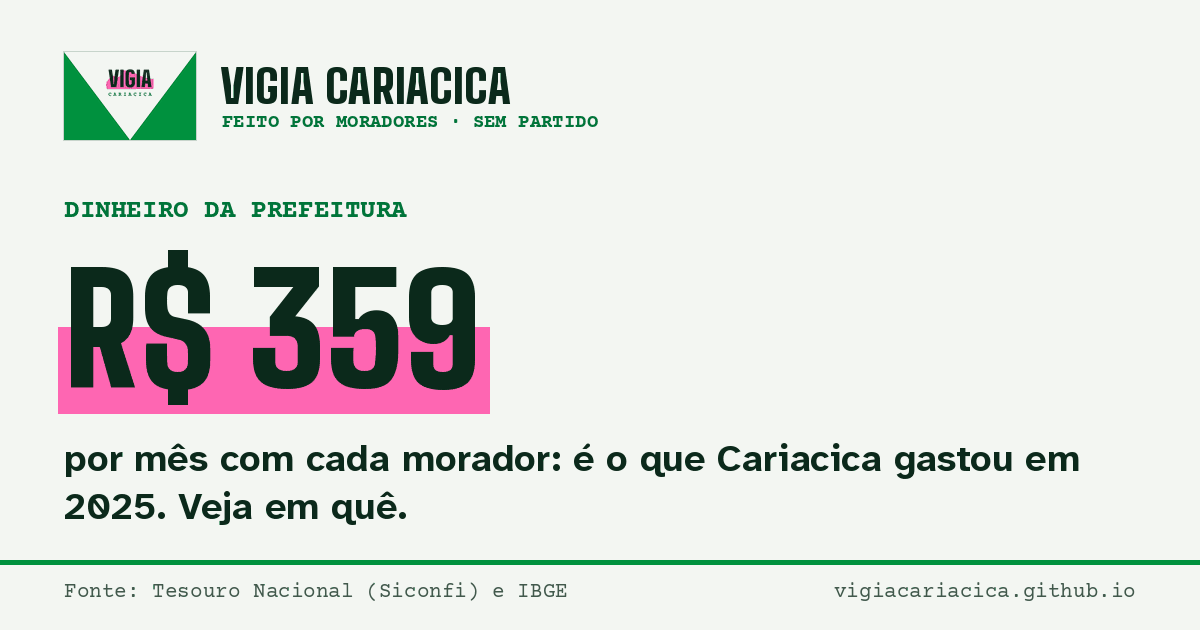 VIGIA
CARIACICA
VIGIA CARIACICA
FEITO POR MORADORES · SEM PARTIDO
DINHEIRO DA PREFEITURA
R$ 359
por mês com cada morador: é o que Cariacica gastou em
2025. Veja em quê.
Fonte: Tesouro Nacional (Siconfi) e IBGE
vigiacariacica.github.io